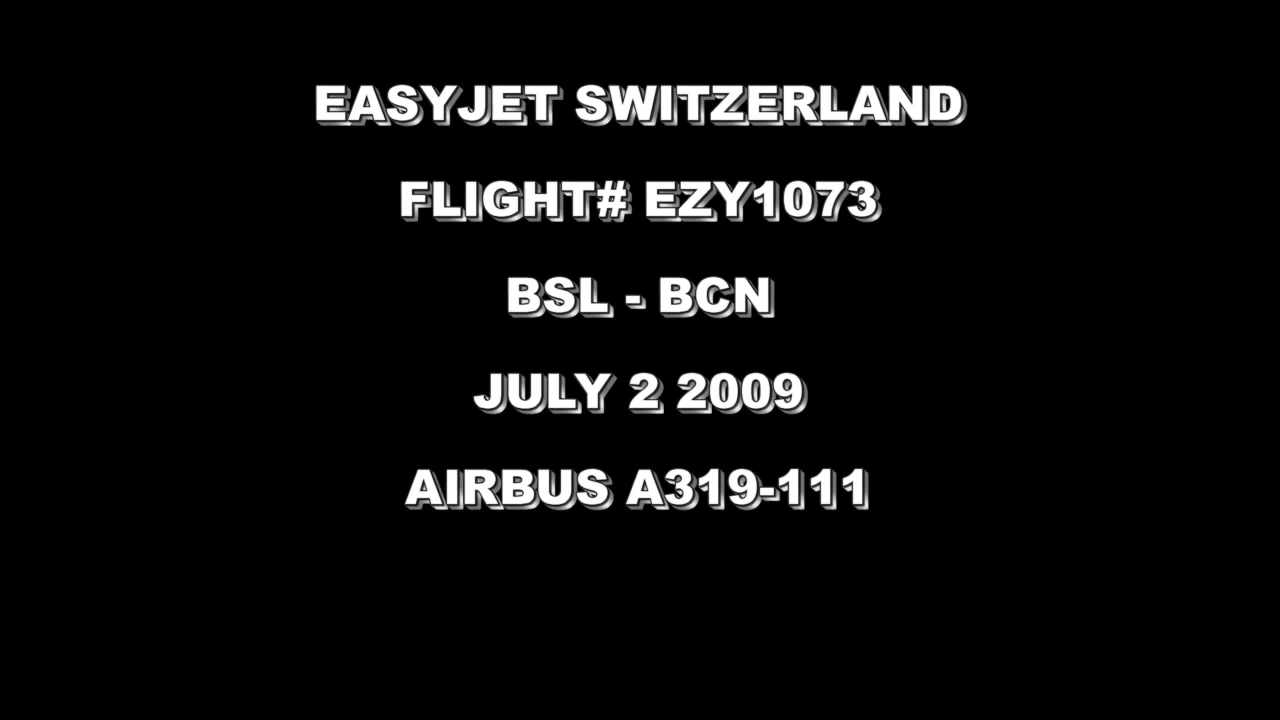 EASYJET SWITZERLAND
FLIGHT# EZY1073
BSL - BCN
JULY 2 2009
AIRBUS A319-111